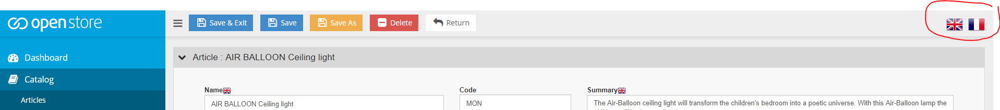 openstore
Save & Exit
Save
Save As
Delete
Return
Dashboard
Catalog
Articles
Article : AIR BALLOON Ceiling light
Name
AIR BALLOON Ceiling light
Code
MON
Summary
The Air-Balloon ceiling light will transform the children's bedroom into a poetic universe. With this Air-Balloon lamp the